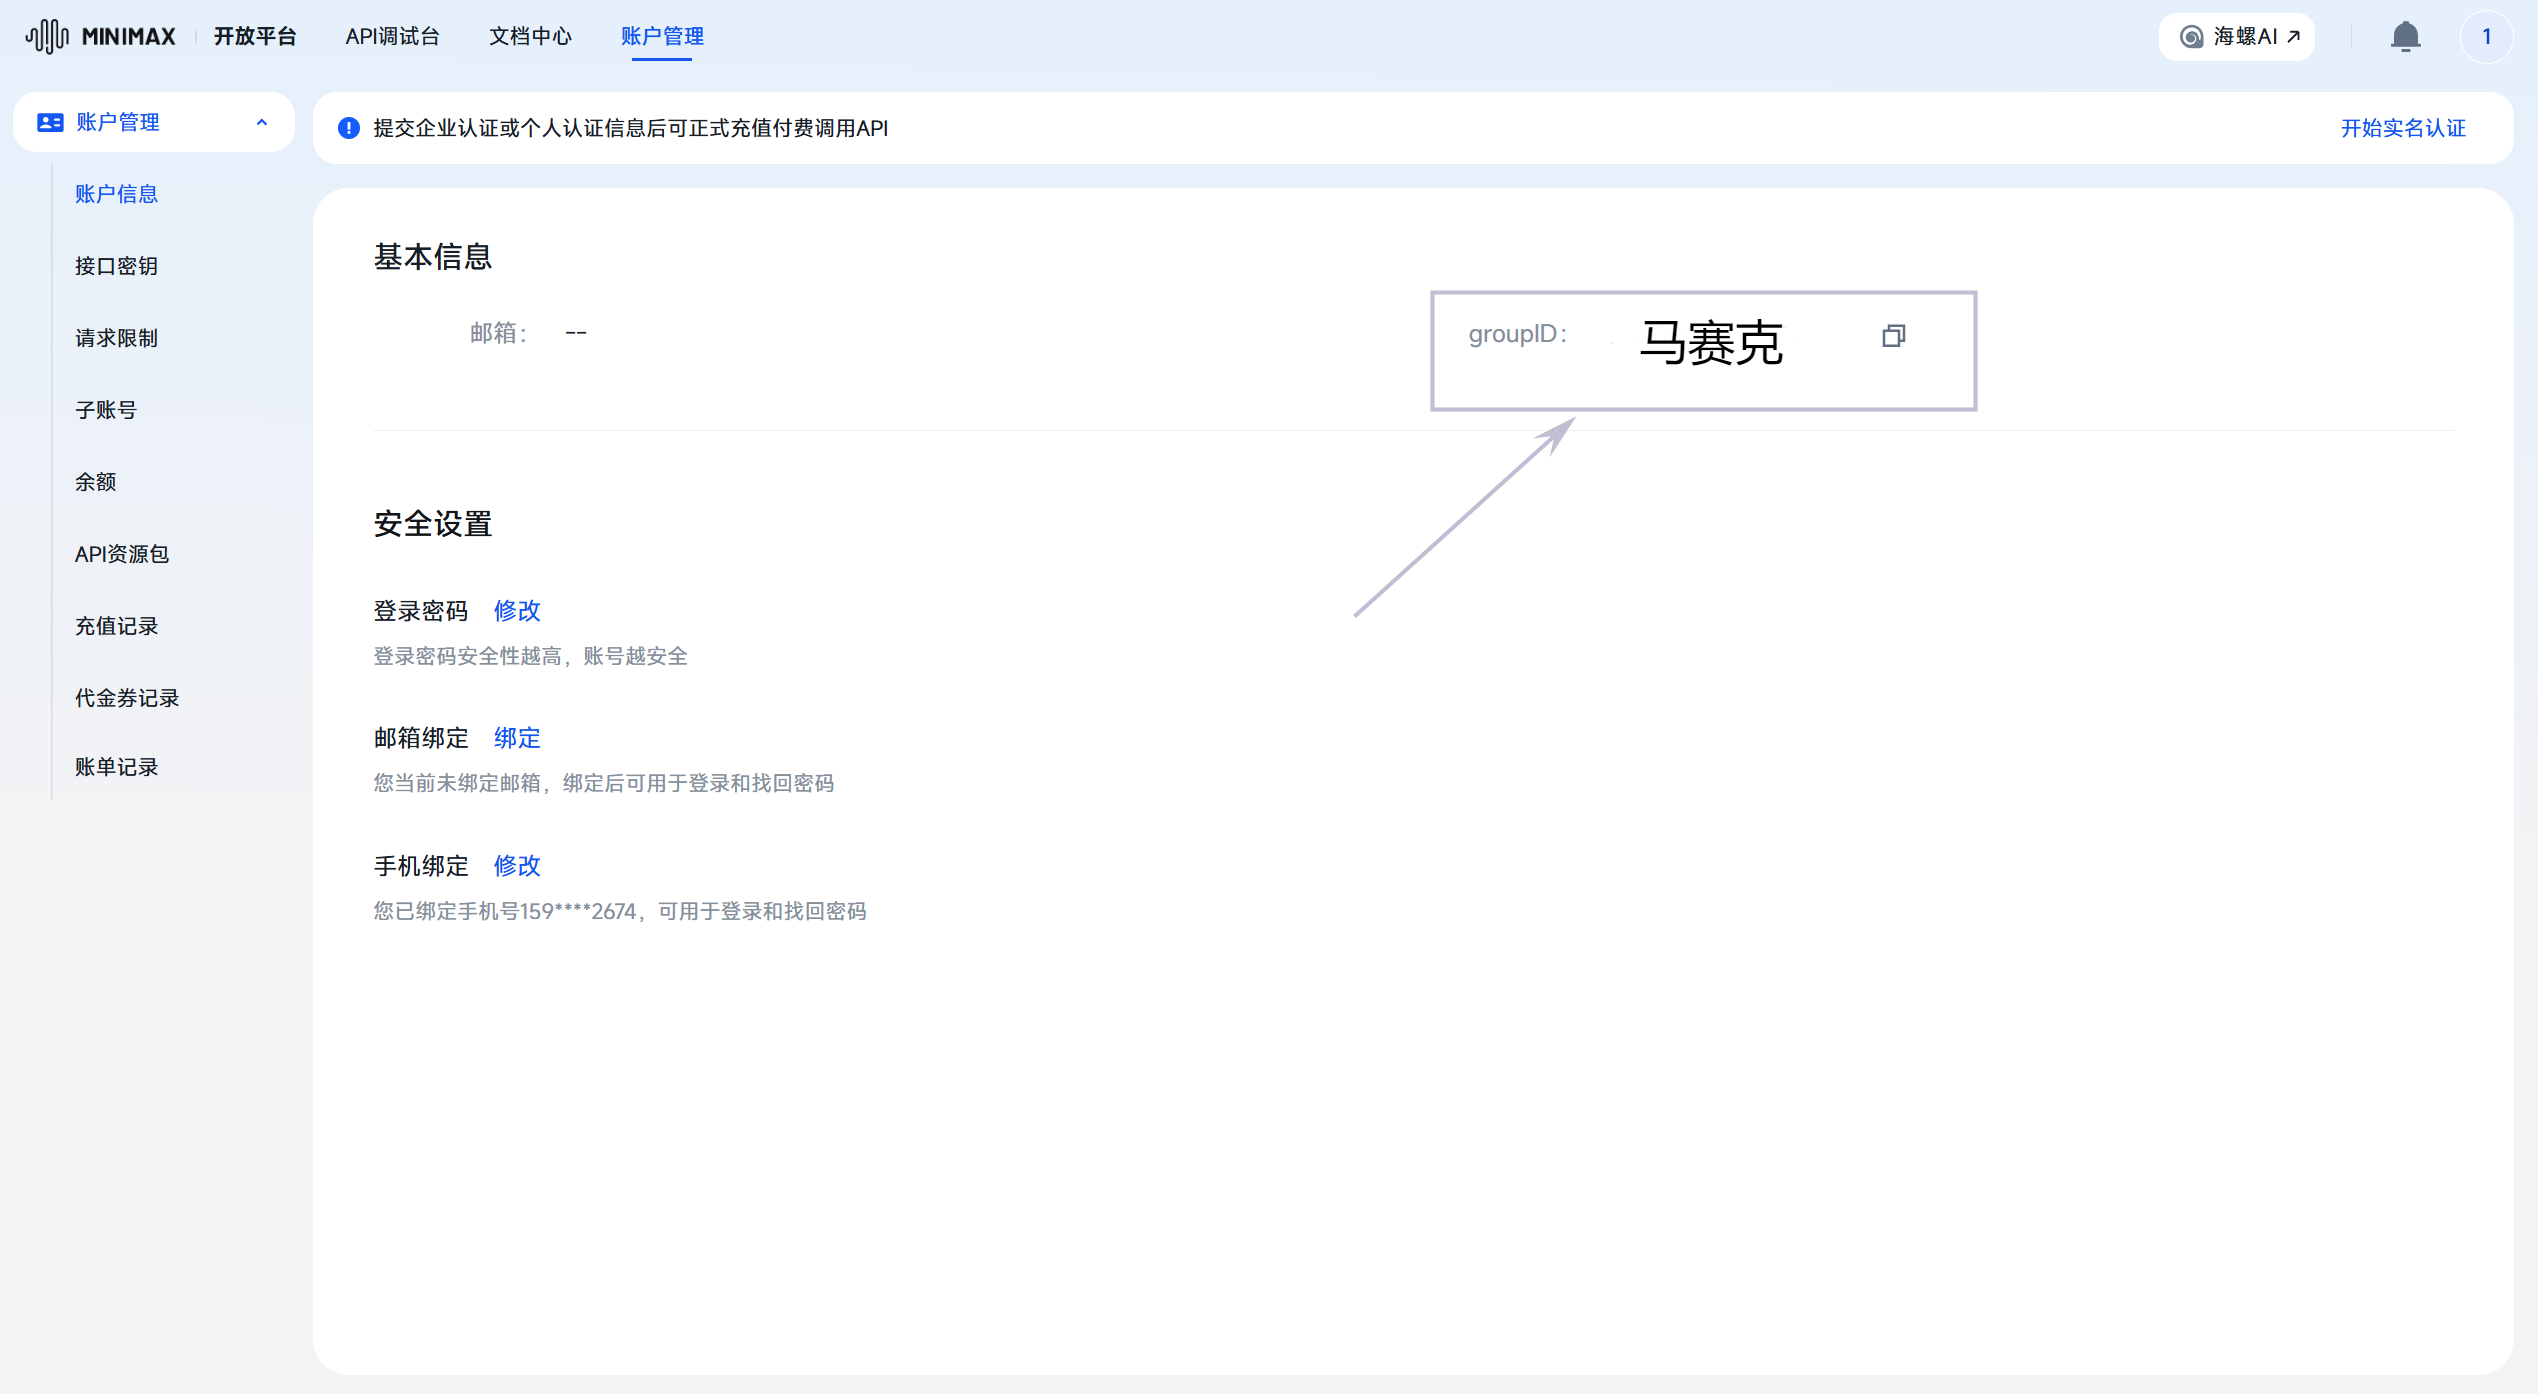 MINIMAX 开放平台 API调试台 文档中心 账户管理 海螺AI 1
账户管理
账户信息
接口密钥
请求限制
子账号
余额
API资源包
充值记录
代金券记录
账单记录
提交企业认证或个人认证信息后可正式充值付费调用API 开始实名认证
基本信息
邮箱： -- groupID： 马赛克
安全设置
登录密码 修改
登录密码安全性越高，账号越安全
邮箱绑定 绑定
您当前未绑定邮箱，绑定后可用于登录和找回密码
手机绑定 修改
您已绑定手机号159****2674，可用于登录和找回密码